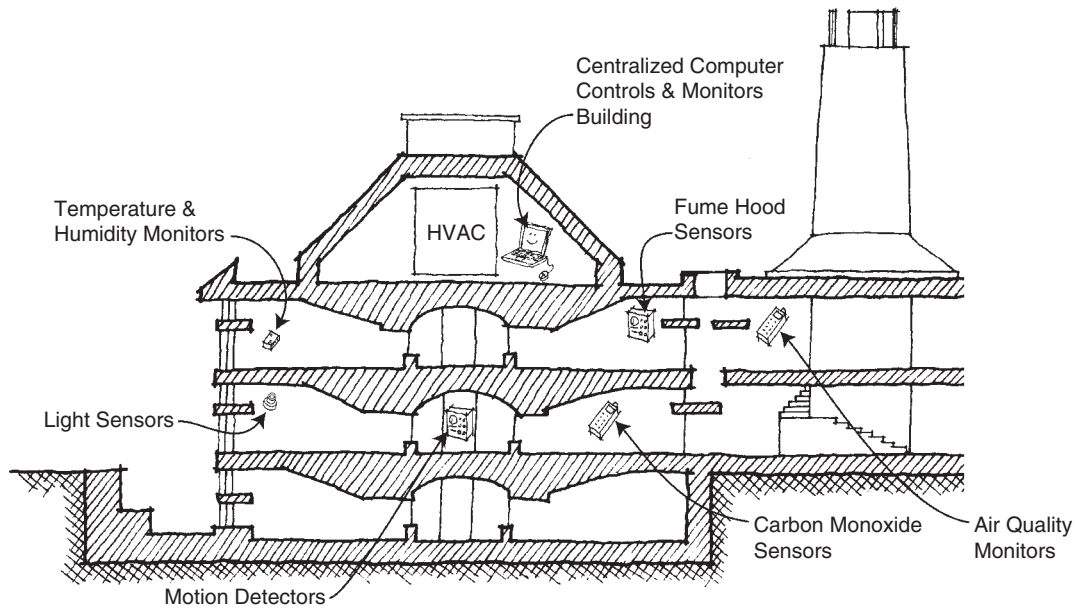 Centralized Computer
Controls & Monitors
Building
Temperature &
Humidity Monitors
HVAC
Fume Hood
Sensors
Light Sensors
Carbon Monoxide
Sensors
Air Quality
Monitors
Motion Detectors